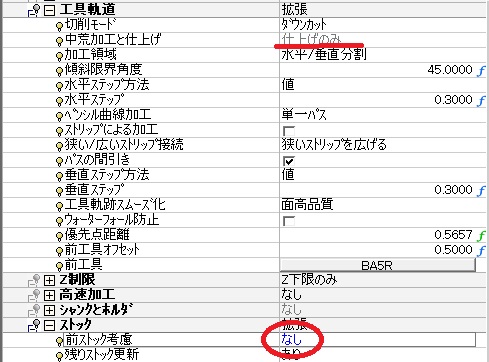 工具軌道 拡張
切削モード ダウンカット
中荒加工と仕上げ 仕上げのみ
加工領域 水平/垂直分割
傾斜限界角度 45.0000 f
水平ステップ方法 値
水平ステップ 0.3000 f
ペンシル曲線加工 単一パス
ストリップによる加工
狭い/広いストリップ接続 狭いストリップを広げる
パスの間引き
垂直ステップ方法 値
垂直ステップ 0.3000 f
工具軌跡スムーズ化 面高品質
ウォーターフォール防止
優先点距離 0.5657 f
前工具オフセット 0.5000 f
前工具 BA5R
Z制限 Z下限のみ
高速加工 なし
シャンクとホルダ なし
ストック 拡張
前ストック考慮 なし
残りストック更新 あり